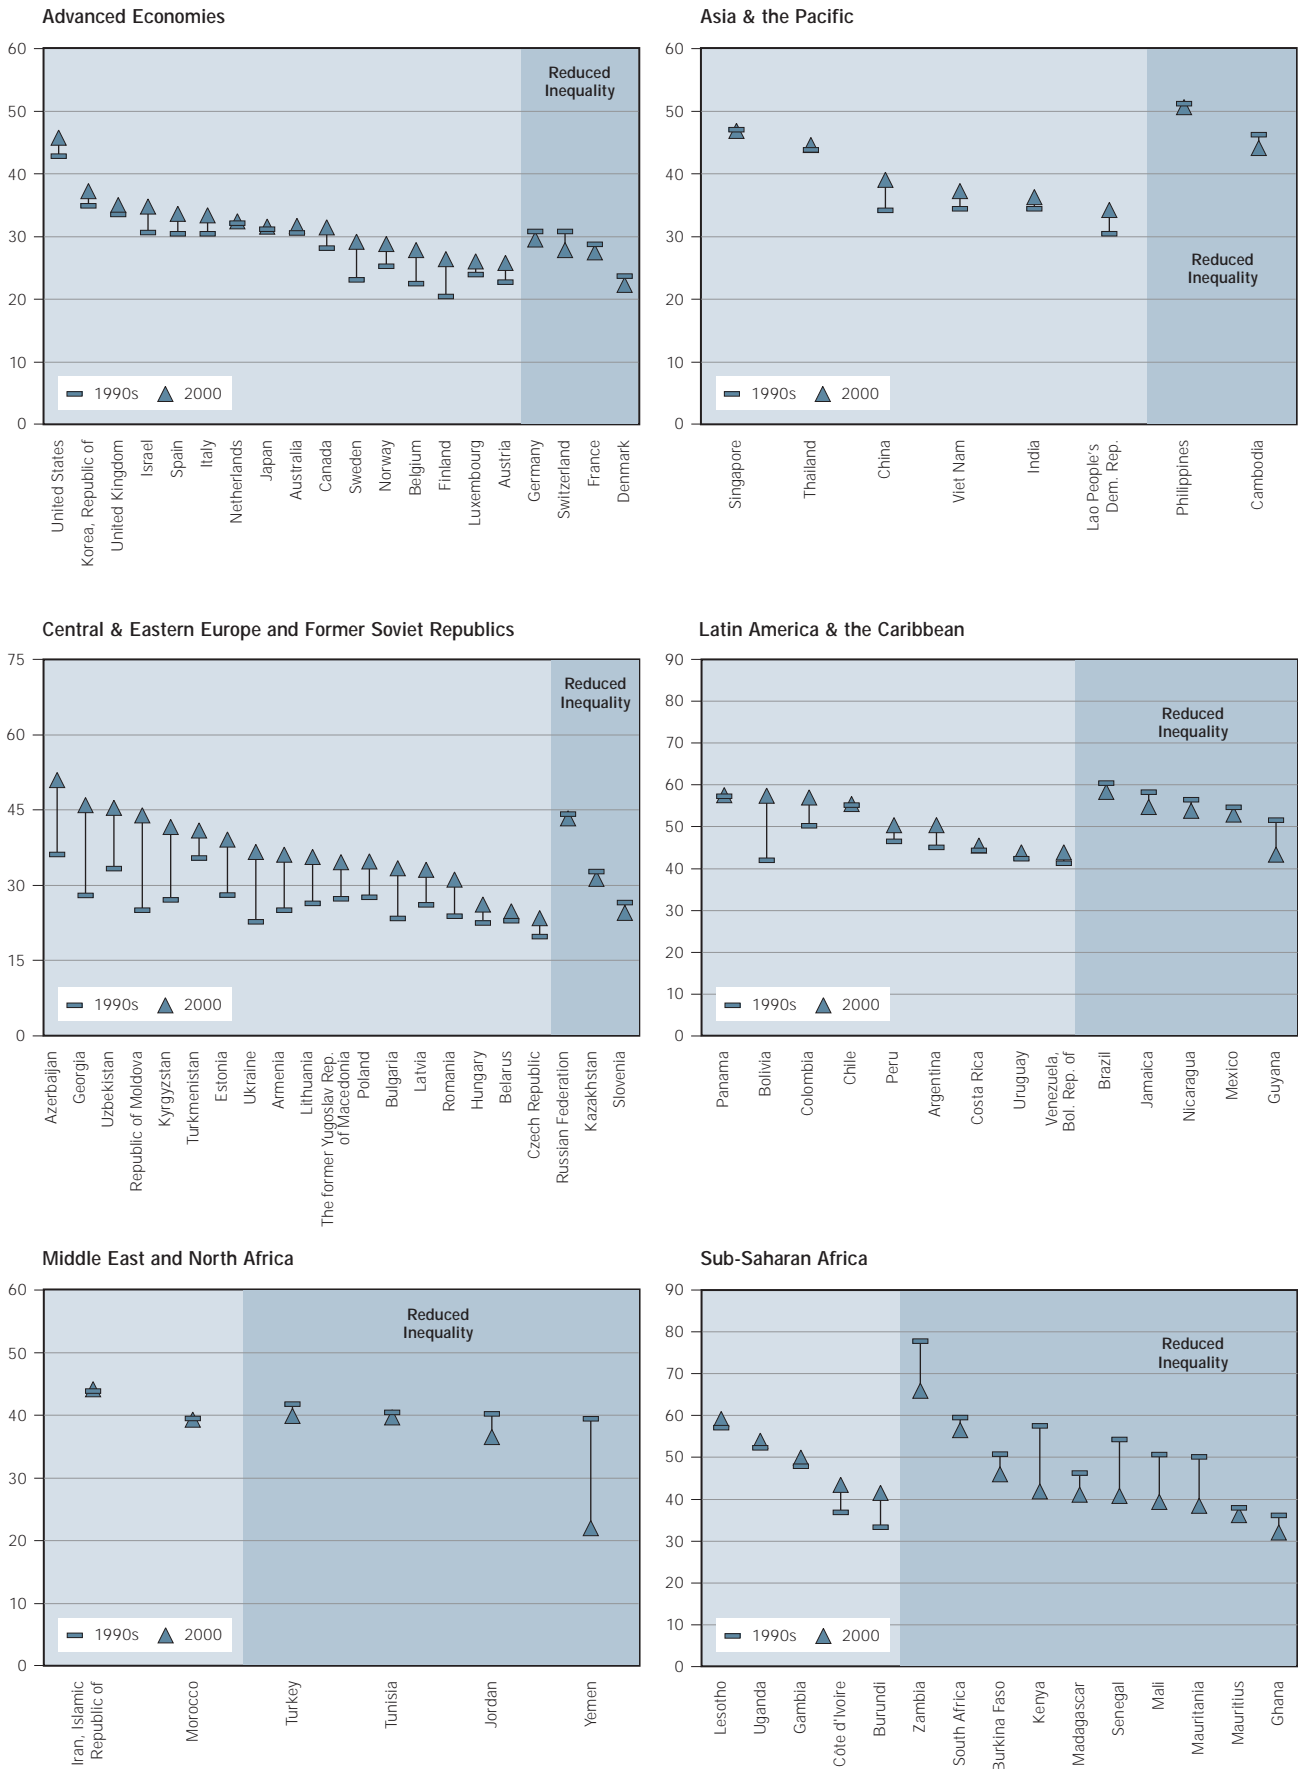 Advanced Economies
60
50
40
30
20
10
0
Reduced
Inequality
1990s 2000
United States
Korea, Republic of
United Kingdom
Israel
Spain
Italy
Netherlands
Japan
Australia
Canada
Sweden
Norway
Belgium
Finland
Luxembourg
Austria
Germany
Switzerland
France
Denmark
Asia & the Pacific
60
50
40
30
20
10
0
Reduced
Inequality
1990s 2000
Singapore
Thailand
China
Viet Nam
India
Lao People's
Dem. Rep.
Philippines
Cambodia
Central & Eastern Europe and Former Soviet Republics
75
60
45
30
15
0
Reduced
Inequality
1990s 2000
Azerbaijan
Georgia
Uzbekistan
Republic of Moldova
Kyrgyzstan
Turkmenistan
Estonia
Ukraine
Armenia
Lithuania
The former Yugoslav Rep.
of Macedonia
Poland
Bulgaria
Latvia
Romania
Hungary
Belarus
Czech Republic
Russian Federation
Kazakhstan
Slovenia
Latin America & the Caribbean
90
80
70
60
50
40
30
20
10
0
Reduced
Inequality
1990s 2000
Panama
Bolivia
Colombia
Chile
Peru
Argentina
Costa Rica
Uruguay
Venezuela,
Bol. Rep. of
Brazil
Jamaica
Nicaragua
Mexico
Guyana
Middle East and North Africa
60
50
40
30
20
10
0
Reduced
Inequality
1990s 2000
Iran, Islamic
Republic of
Morocco
Turkey
Tunisia
Jordan
Yemen
Sub-Saharan Africa
90
80
70
60
50
40
30
20
10
0
Reduced
Inequality
1990s 2000
Lesotho
Uganda
Gambia
Côte d'Ivoire
Burundi
Zambia
South Africa
Burkina Faso
Kenya
Madagascar
Senegal
Mali
Mauritania
Mauritius
Ghana